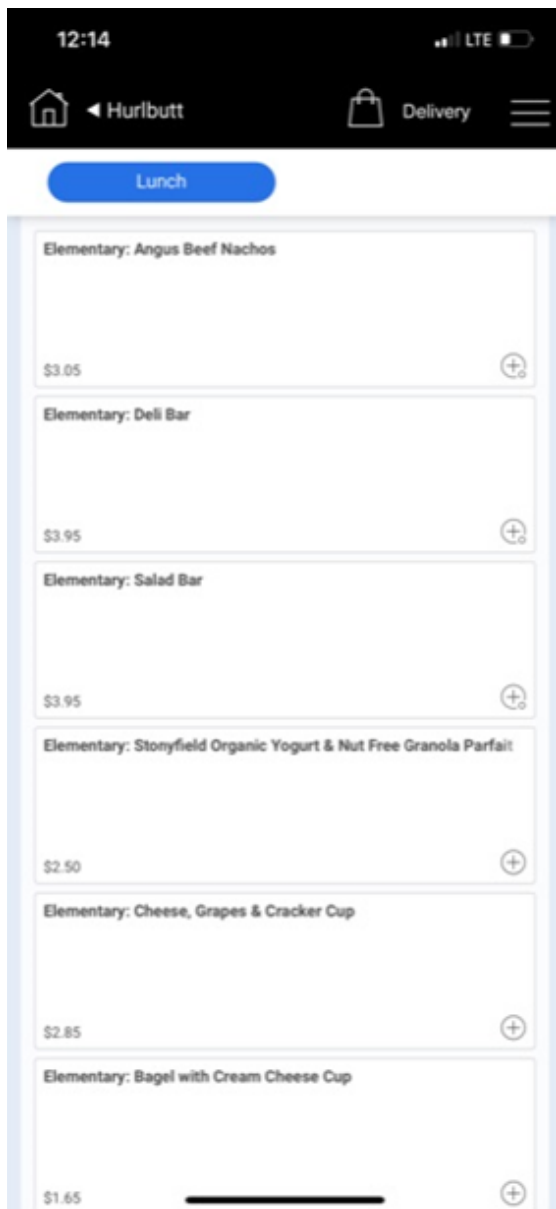 12:14
LTE
Hurlbutt
Delivery
Lunch
Elementary: Angus Beef Nachos
$3.05
Elementary: Deli Bar
$3.95
Elementary: Salad Bar
$3.95
Elementary: Stonyfield Organic Yogurt & Nut Free Granola Parfait
$2.50
Elementary: Cheese, Grapes & Cracker Cup
$2.85
Elementary: Bagel with Cream Cheese Cup
$1.65